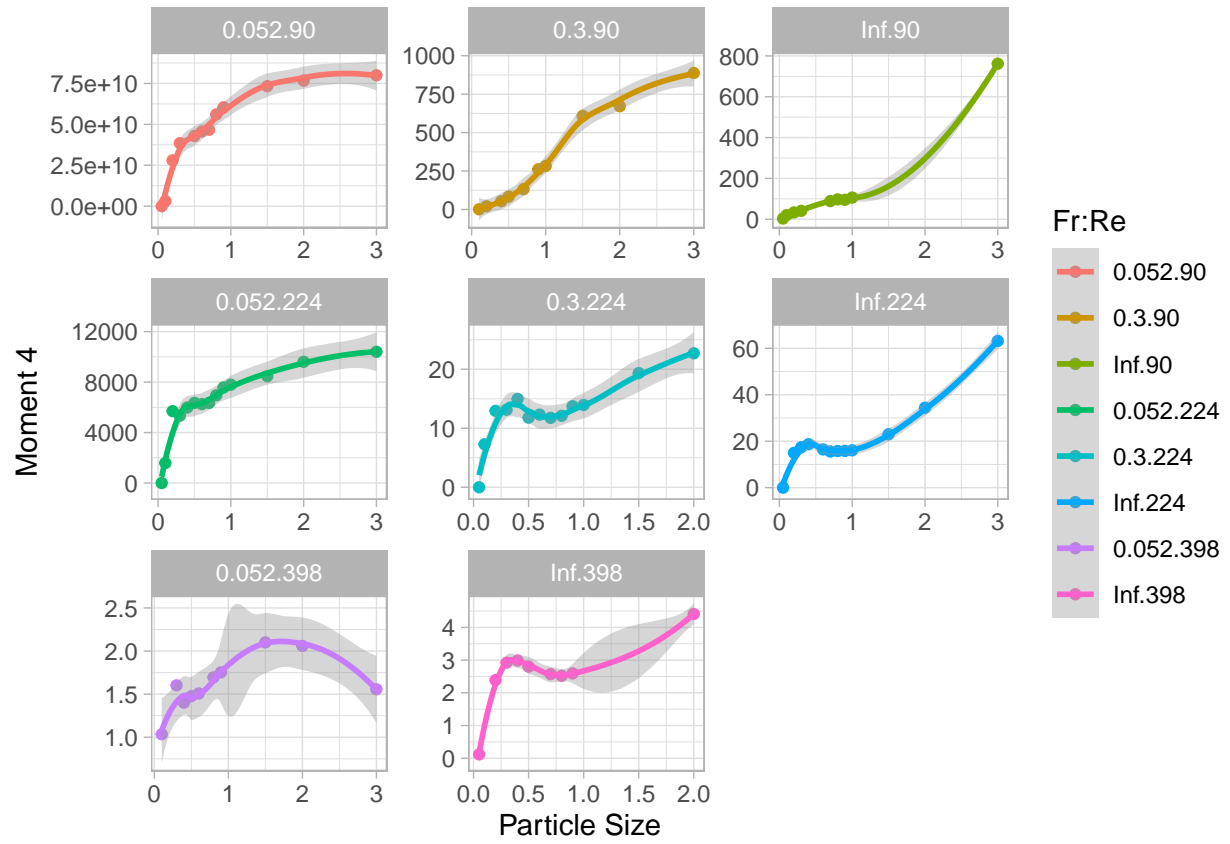 0.052.90
0.3.90
Inf.90
7.5e+10
5.0e+10
2.5e+10
0.0e+00
0 1 2 3
1000
750
500
250
0
0 1 2 3
800
600
400
200
0
0 1 2 3
0.052.224
0.3.224
Inf.224
12000
8000
4000
0
0 1 2 3
20
10
0
0.0 0.5 1.0 1.5 2.0
60
40
20
0
0 1 2 3
0.052.398
Inf.398
2.5
2.0
1.5
1.0
0 1 2 3
4
3
2
1
0
0.0 0.5 1.0 1.5 2.0
Moment 4
Particle Size
Fr:Re
0.052.90
0.3.90
Inf.90
0.052.224
0.3.224
Inf.224
0.052.398
Inf.398